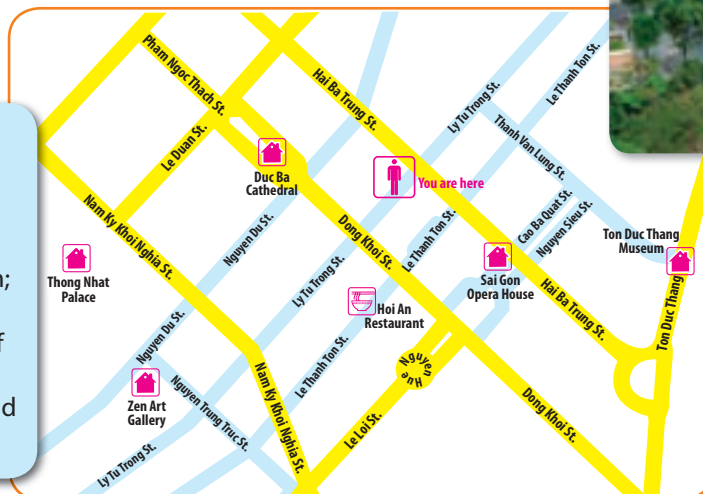 n;
f
d
Pham Ngoc Thach St.
Hai Ba Trung St.
Le Duan St.
Ly Tu Trong St.
Le Thanh Ton St.
Thanh Van Lung St.
Duc Ba
Cathedral
You are here
Nam Ky Khoi Nghia St.
Nguyen Du St.
Dong Khoi St.
Le Thanh Ton St.
Cao Ba Quat St.
Nguyen Sieu St.
Ton Duc Thang
Museum
Thong Nhat
Palace
Ly Tu Trong St.
Sai Gon
Opera House
Hoi An
Restaurant
Hai Ba Trung St.
Ton Duc Thang
Nguyen Du St.
Le Thanh Ton St.
Nguyen
Hue
Zen Art
Gallery
Nguyen Trung Truc St.
Nam Ky Khoi Nghia St.
Le Loi St.
Dong Khoi St.
Ly Tu Trong St.